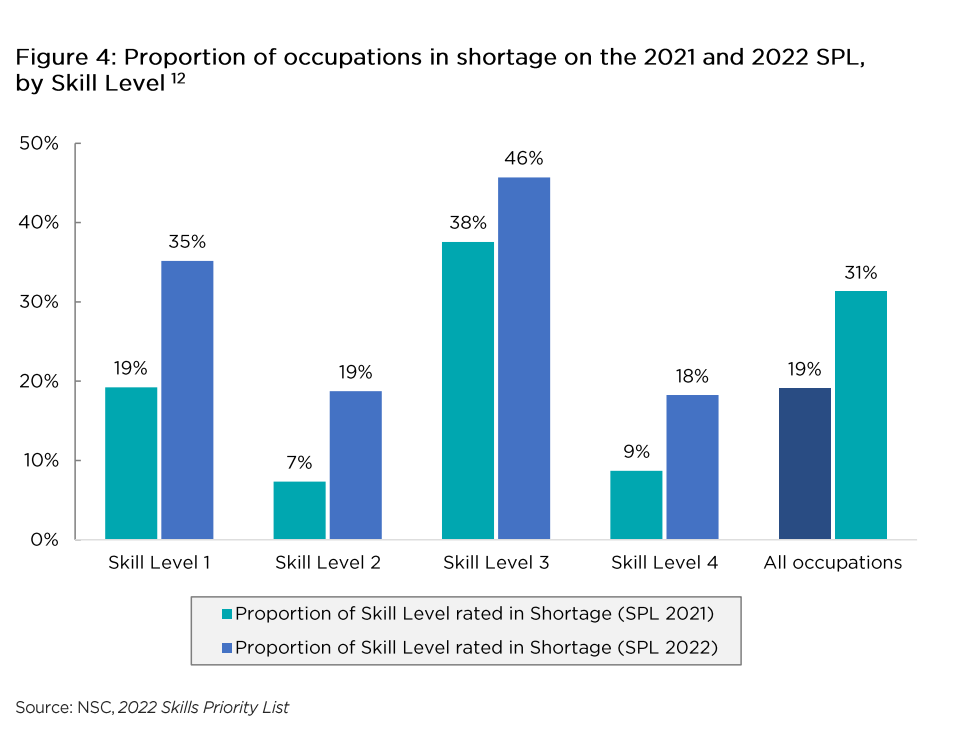 Figure 4: Proportion of occupations in shortage on the 2021 and 2022 SPL,
by Skill Level 12
50%
40%
30%
20%
10%
0%
19%
35%
7%
19%
38%
46%
9%
18%
19%
31%
Skill Level 1
Skill Level 2
Skill Level 3
Skill Level 4
All occupations
Proportion of Skill Level rated in Shortage (SPL 2021)
Proportion of Skill Level rated in Shortage (SPL 2022)
Source: NSC, 2022 Skills Priority List